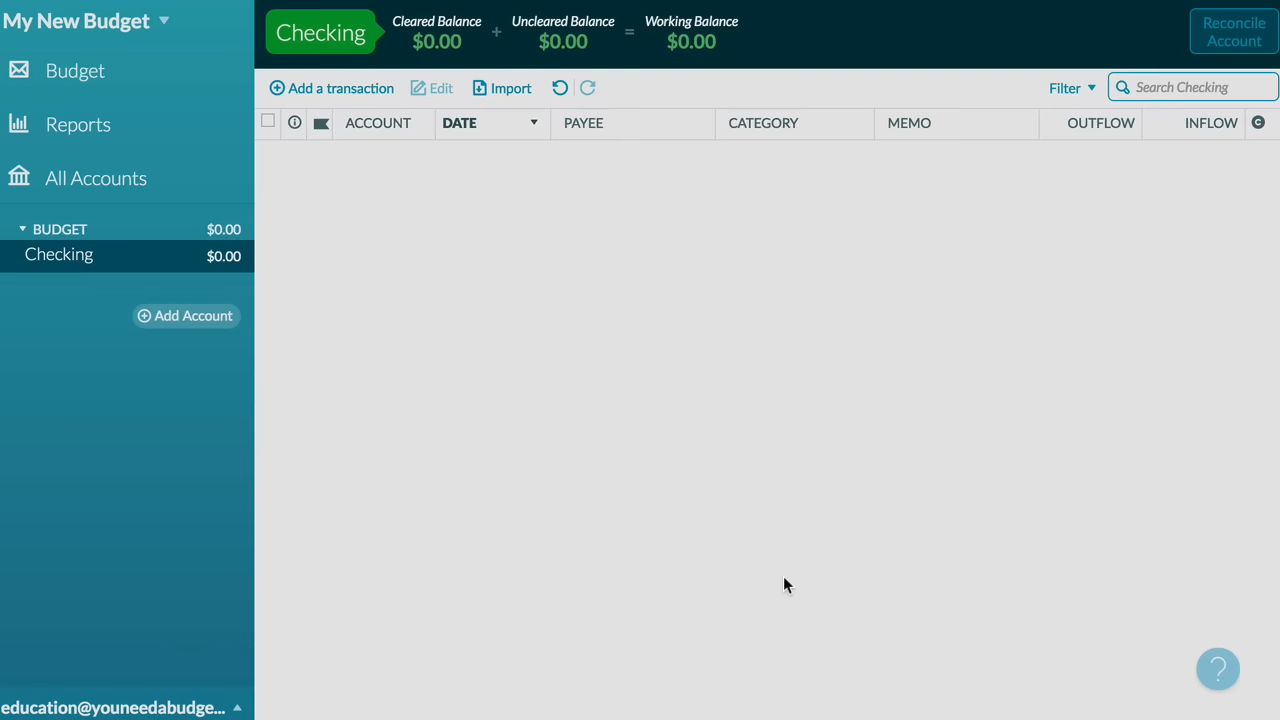 My New Budget
Budget
Reports
All Accounts
BUDGET $0.00
Checking $0.00
Add Account
education@youneedabudge...
Checking
Cleared Balance + Uncleared Balance = Working Balance
$0.00 $0.00 $0.00
Reconcile
Account
Add a transaction Edit Import Filter Search Checking
ACCOUNT DATE PAYEE CATEGORY MEMO OUTFLOW INFLOW C
?